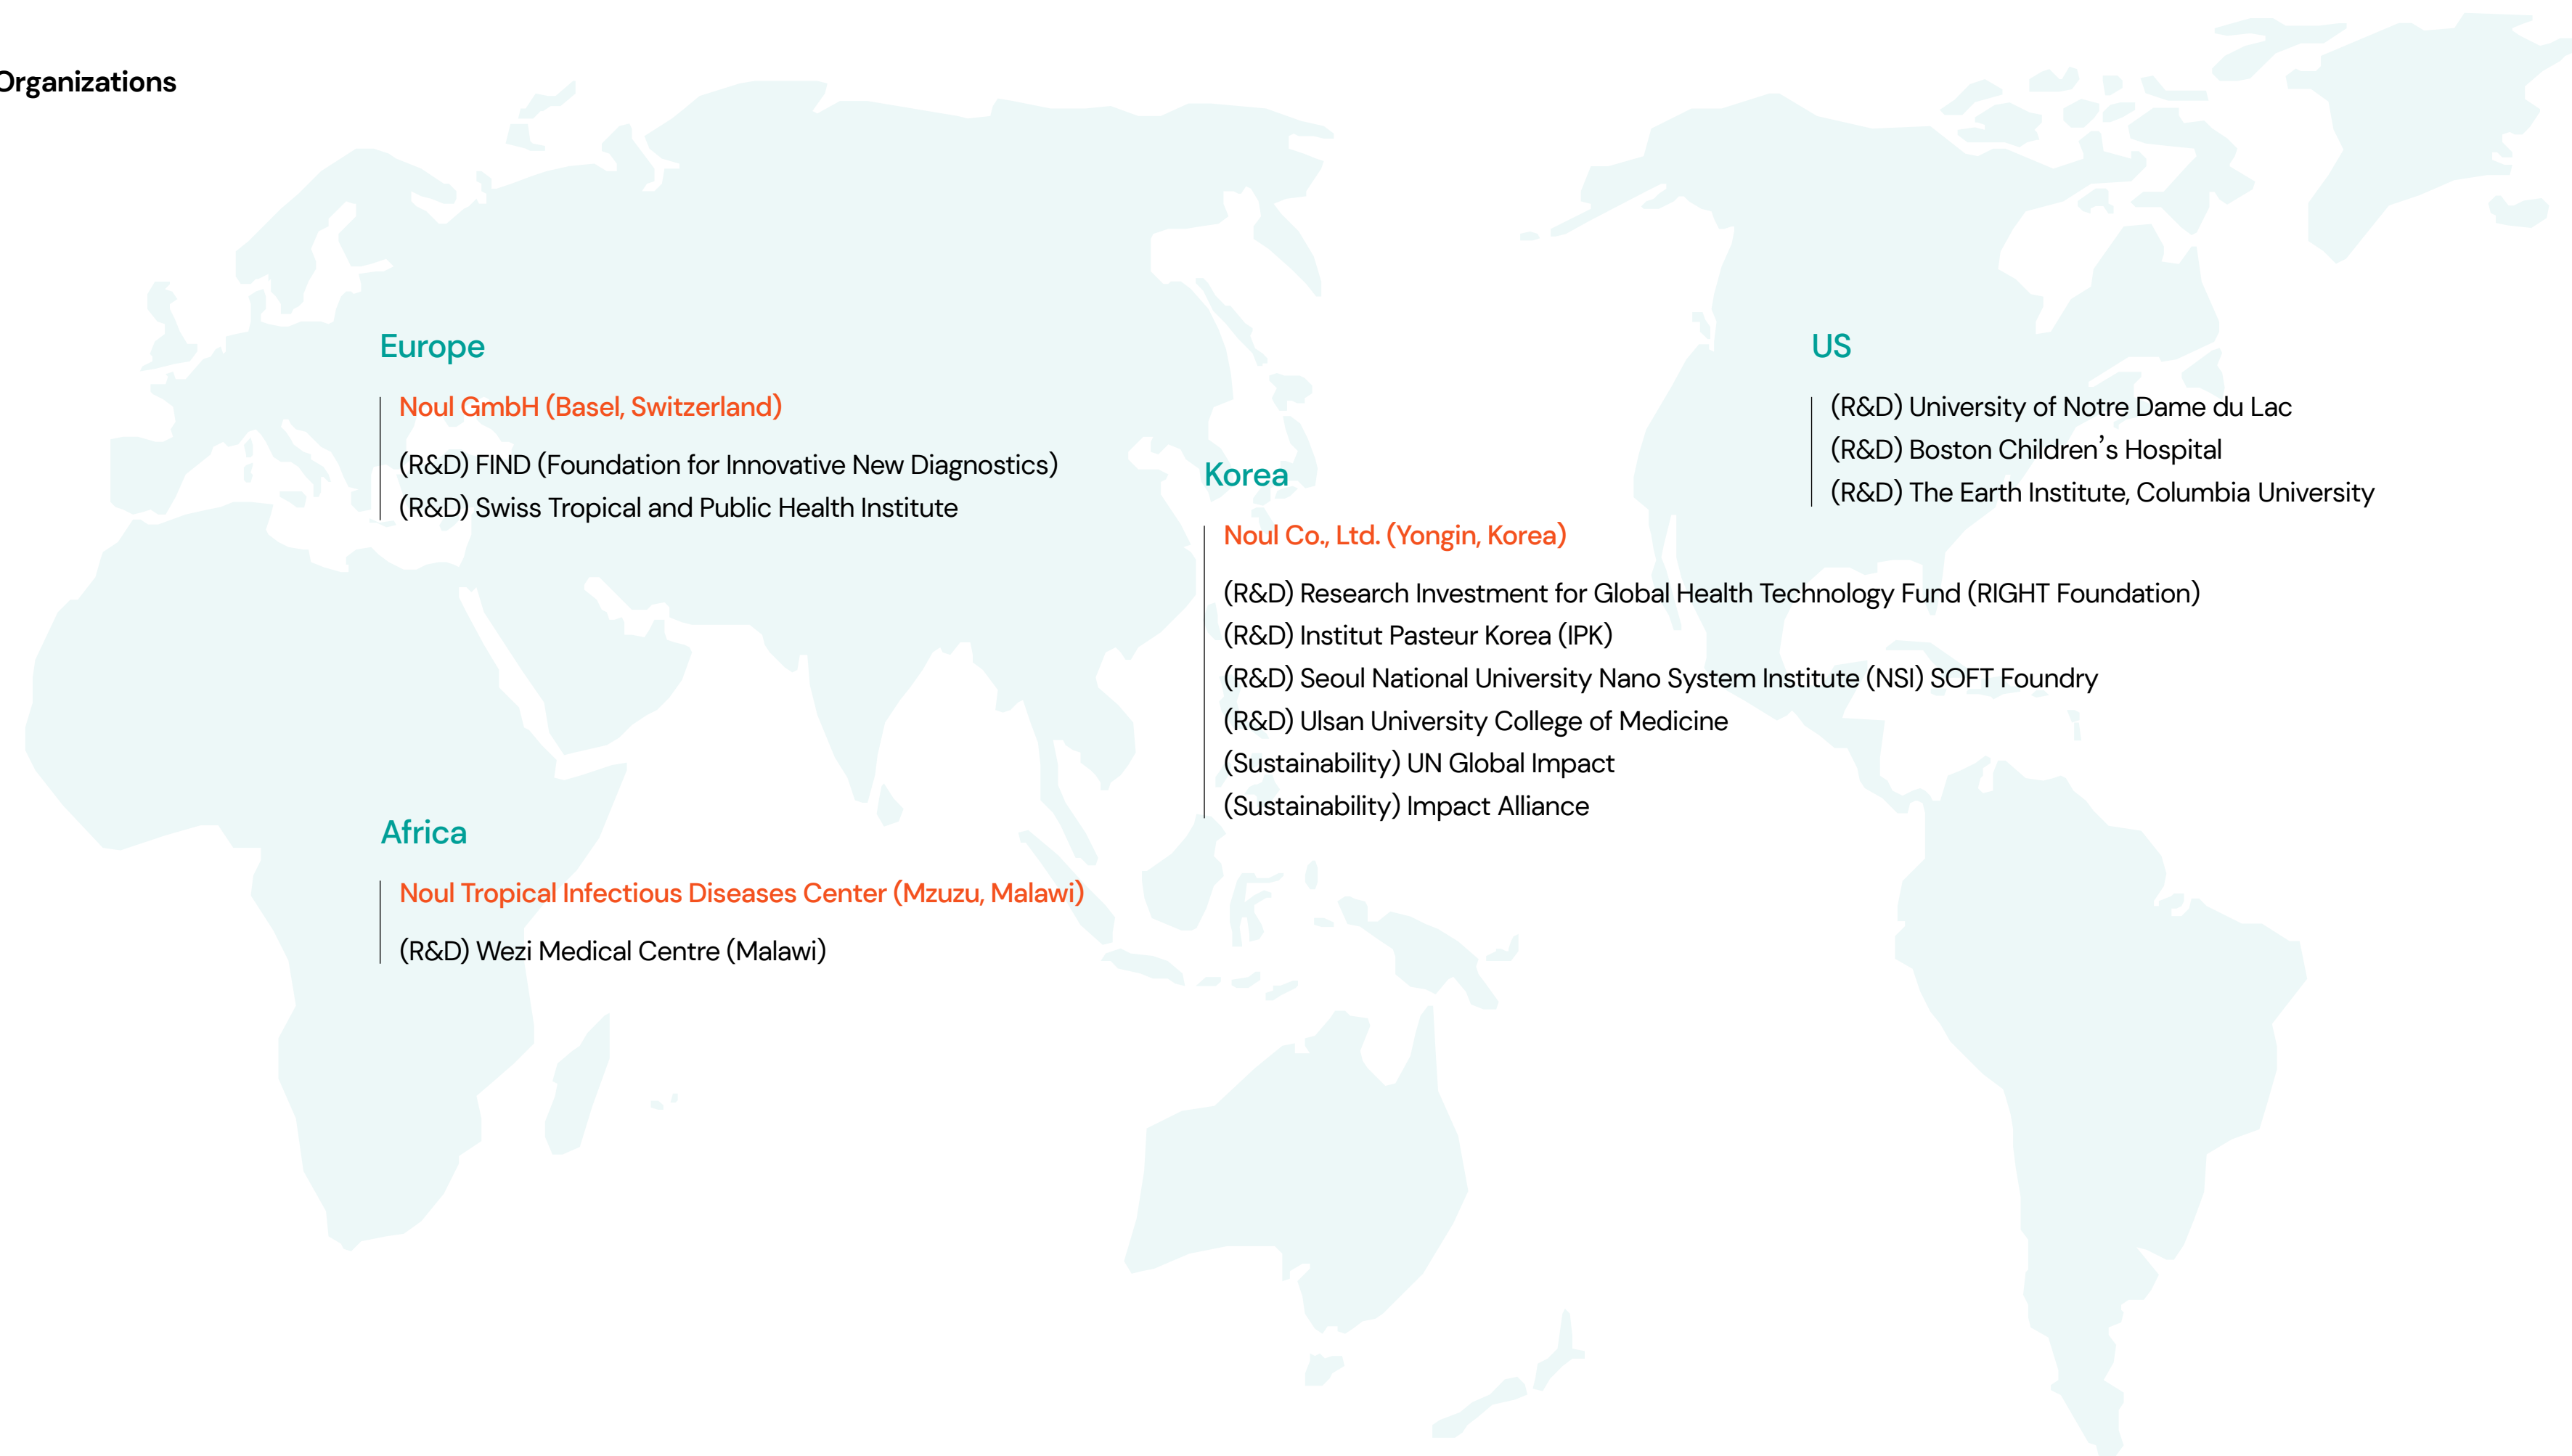 Organizations
Europe
Noul GmbH (Basel, Switzerland)
(R&D) FIND (Foundation for Innovative New Diagnostics)
(R&D) Swiss Tropical and Public Health Institute
US
(R&D) University of Notre Dame du Lac
(R&D) Boston Children’s Hospital
(R&D) The Earth Institute, Columbia University
Korea
Noul Co., Ltd. (Yongin, Korea)
(R&D) Research Investment for Global Health Technology Fund (RIGHT Foundation)
(R&D) Institut Pasteur Korea (IPK)
(R&D) Seoul National University Nano System Institute (NSI) SOFT Foundry
(R&D) Ulsan University College of Medicine
(Sustainability) UN Global Impact
(Sustainability) Impact Alliance
Africa
Noul Tropical Infectious Diseases Center (Mzuzu, Malawi)
(R&D) Wezi Medical Centre (Malawi)